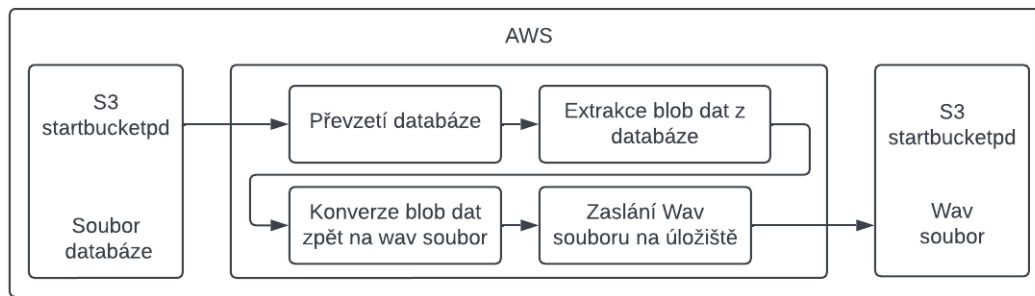 AWS
S3
startbucketpd
Soubor
databáze
Převzetí databáze
Extrakce blob dat z
databáze
Konverze blob dat
zpět na wav soubor
Zaslání Wav
souboru na úložiště
S3
startbucketpd
Wav
soubor